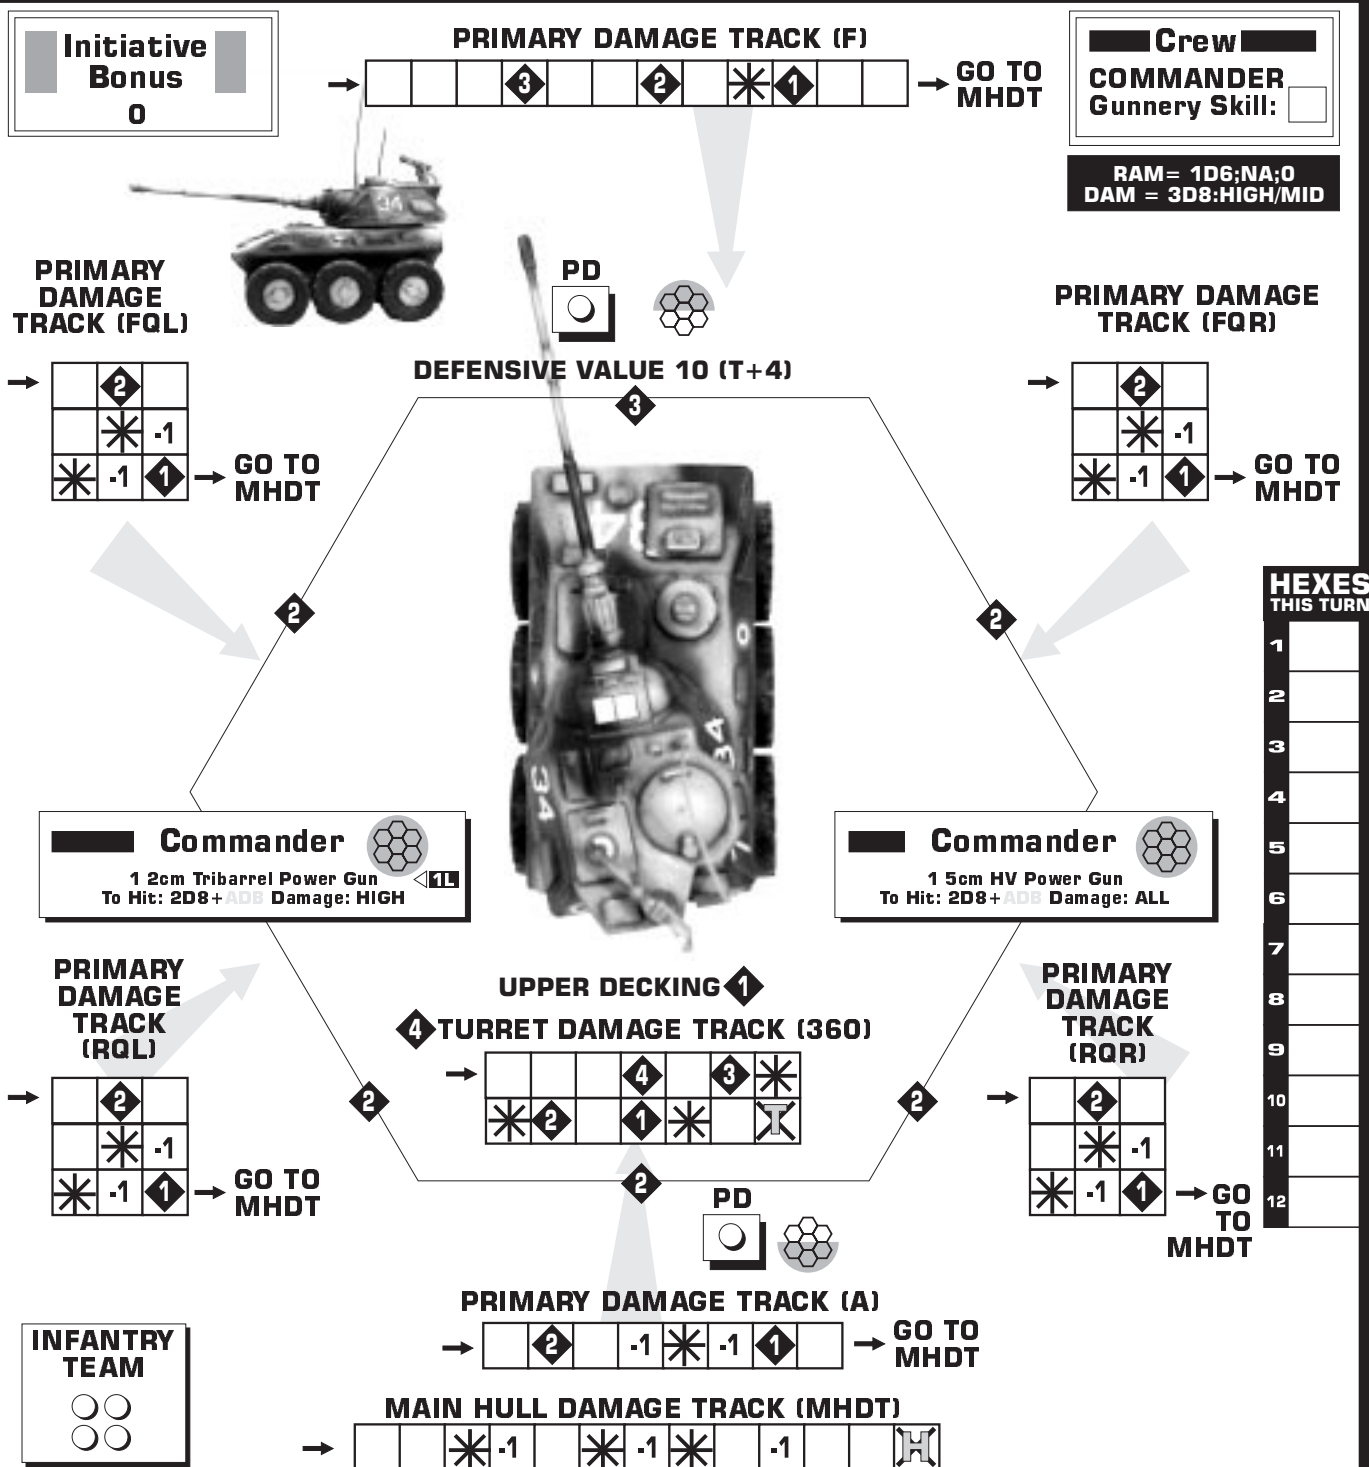 Initiative
Bonus
0
PRIMARY DAMAGE TRACK (F)
3 2 1
GO TO
MHDT
Crew
COMMANDER
Gunnery Skill:
RAM= 1D6;NA;0
DAM = 3D8:HIGH/MID
34
PRIMARY
DAMAGE
TRACK (FQL)
2
-1
-1 1
GO TO
MHDT
PD
PRIMARY DAMAGE
TRACK (FQR)
2
-1
-1 1
GO TO
MHDT
DEFENSIVE VALUE 10 (T+4)
3
2
2
HEXES
THIS TURN
1
2
3
4
5
6
7
8
9
10
11
12
34
34
Commander
1 2cm Tribarrel Power Gun
1L
To Hit: 2D8+ADB Damage: HIGH
Commander
1 5cm HV Power Gun
To Hit: 2D8+ADB Damage: ALL
PRIMARY
DAMAGE
TRACK
(RQL)
2
-1
-1 1
GO TO
MHDT
UPPER DECKING 1
4 TURRET DAMAGE TRACK (360)
4 3
2 1 T
2
2
2
PRIMARY
DAMAGE
TRACK
(RQR)
2
-1
-1 1
GO
TO
MHDT
PD
PRIMARY DAMAGE TRACK (A)
2 -1 -1 1
GO TO
MHDT
INFANTRY
TEAM
MAIN HULL DAMAGE TRACK (MHDT)
-1 -1 -1 H